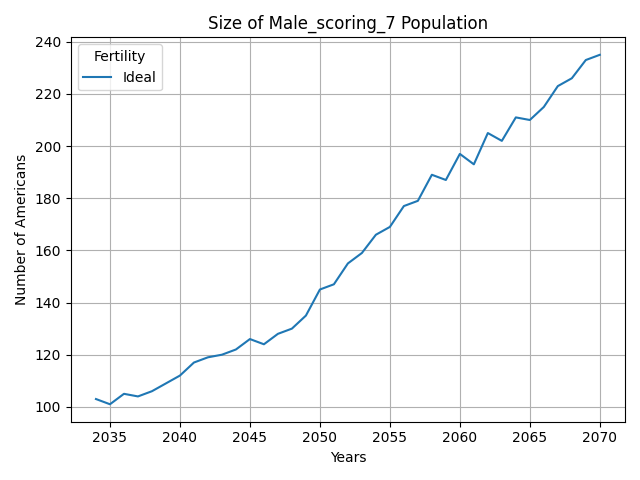 Size of Male_scoring_7 Population
Fertility
Ideal
Number of Americans
240
220
200
180
160
140
120
100
2035 2040 2045 2050 2055 2060 2065 2070
Years